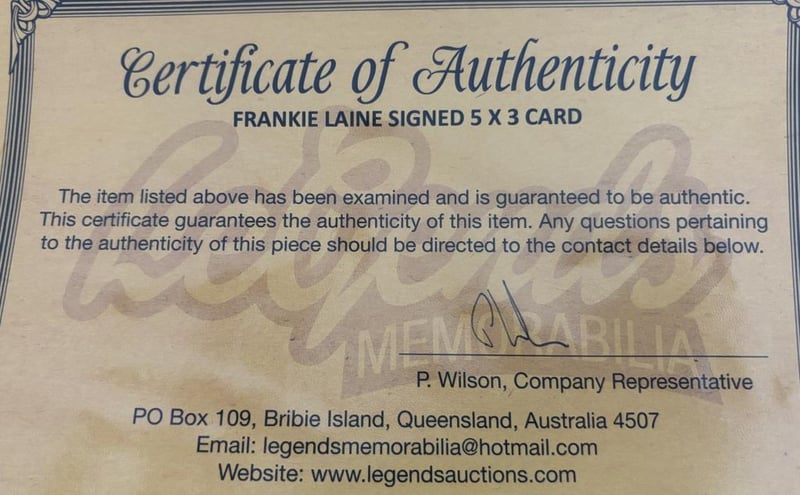 Certificate of Authenticity
FRANKIE LAINE SIGNED 5 X 3 CARD
Legends
MEMORABILIA
The item listed above has been examined and is guaranteed to be authentic.
This certificate guarantees the authenticity of this item. Any questions pertaining
to the authenticity of this piece should be directed to the contact details below.
P. Wilson, Company Representative
PO Box 109, Bribie Island, Queensland, Australia 4507
Email: legendsmemorabilia@hotmail.com
Website: www.legendsauctions.com